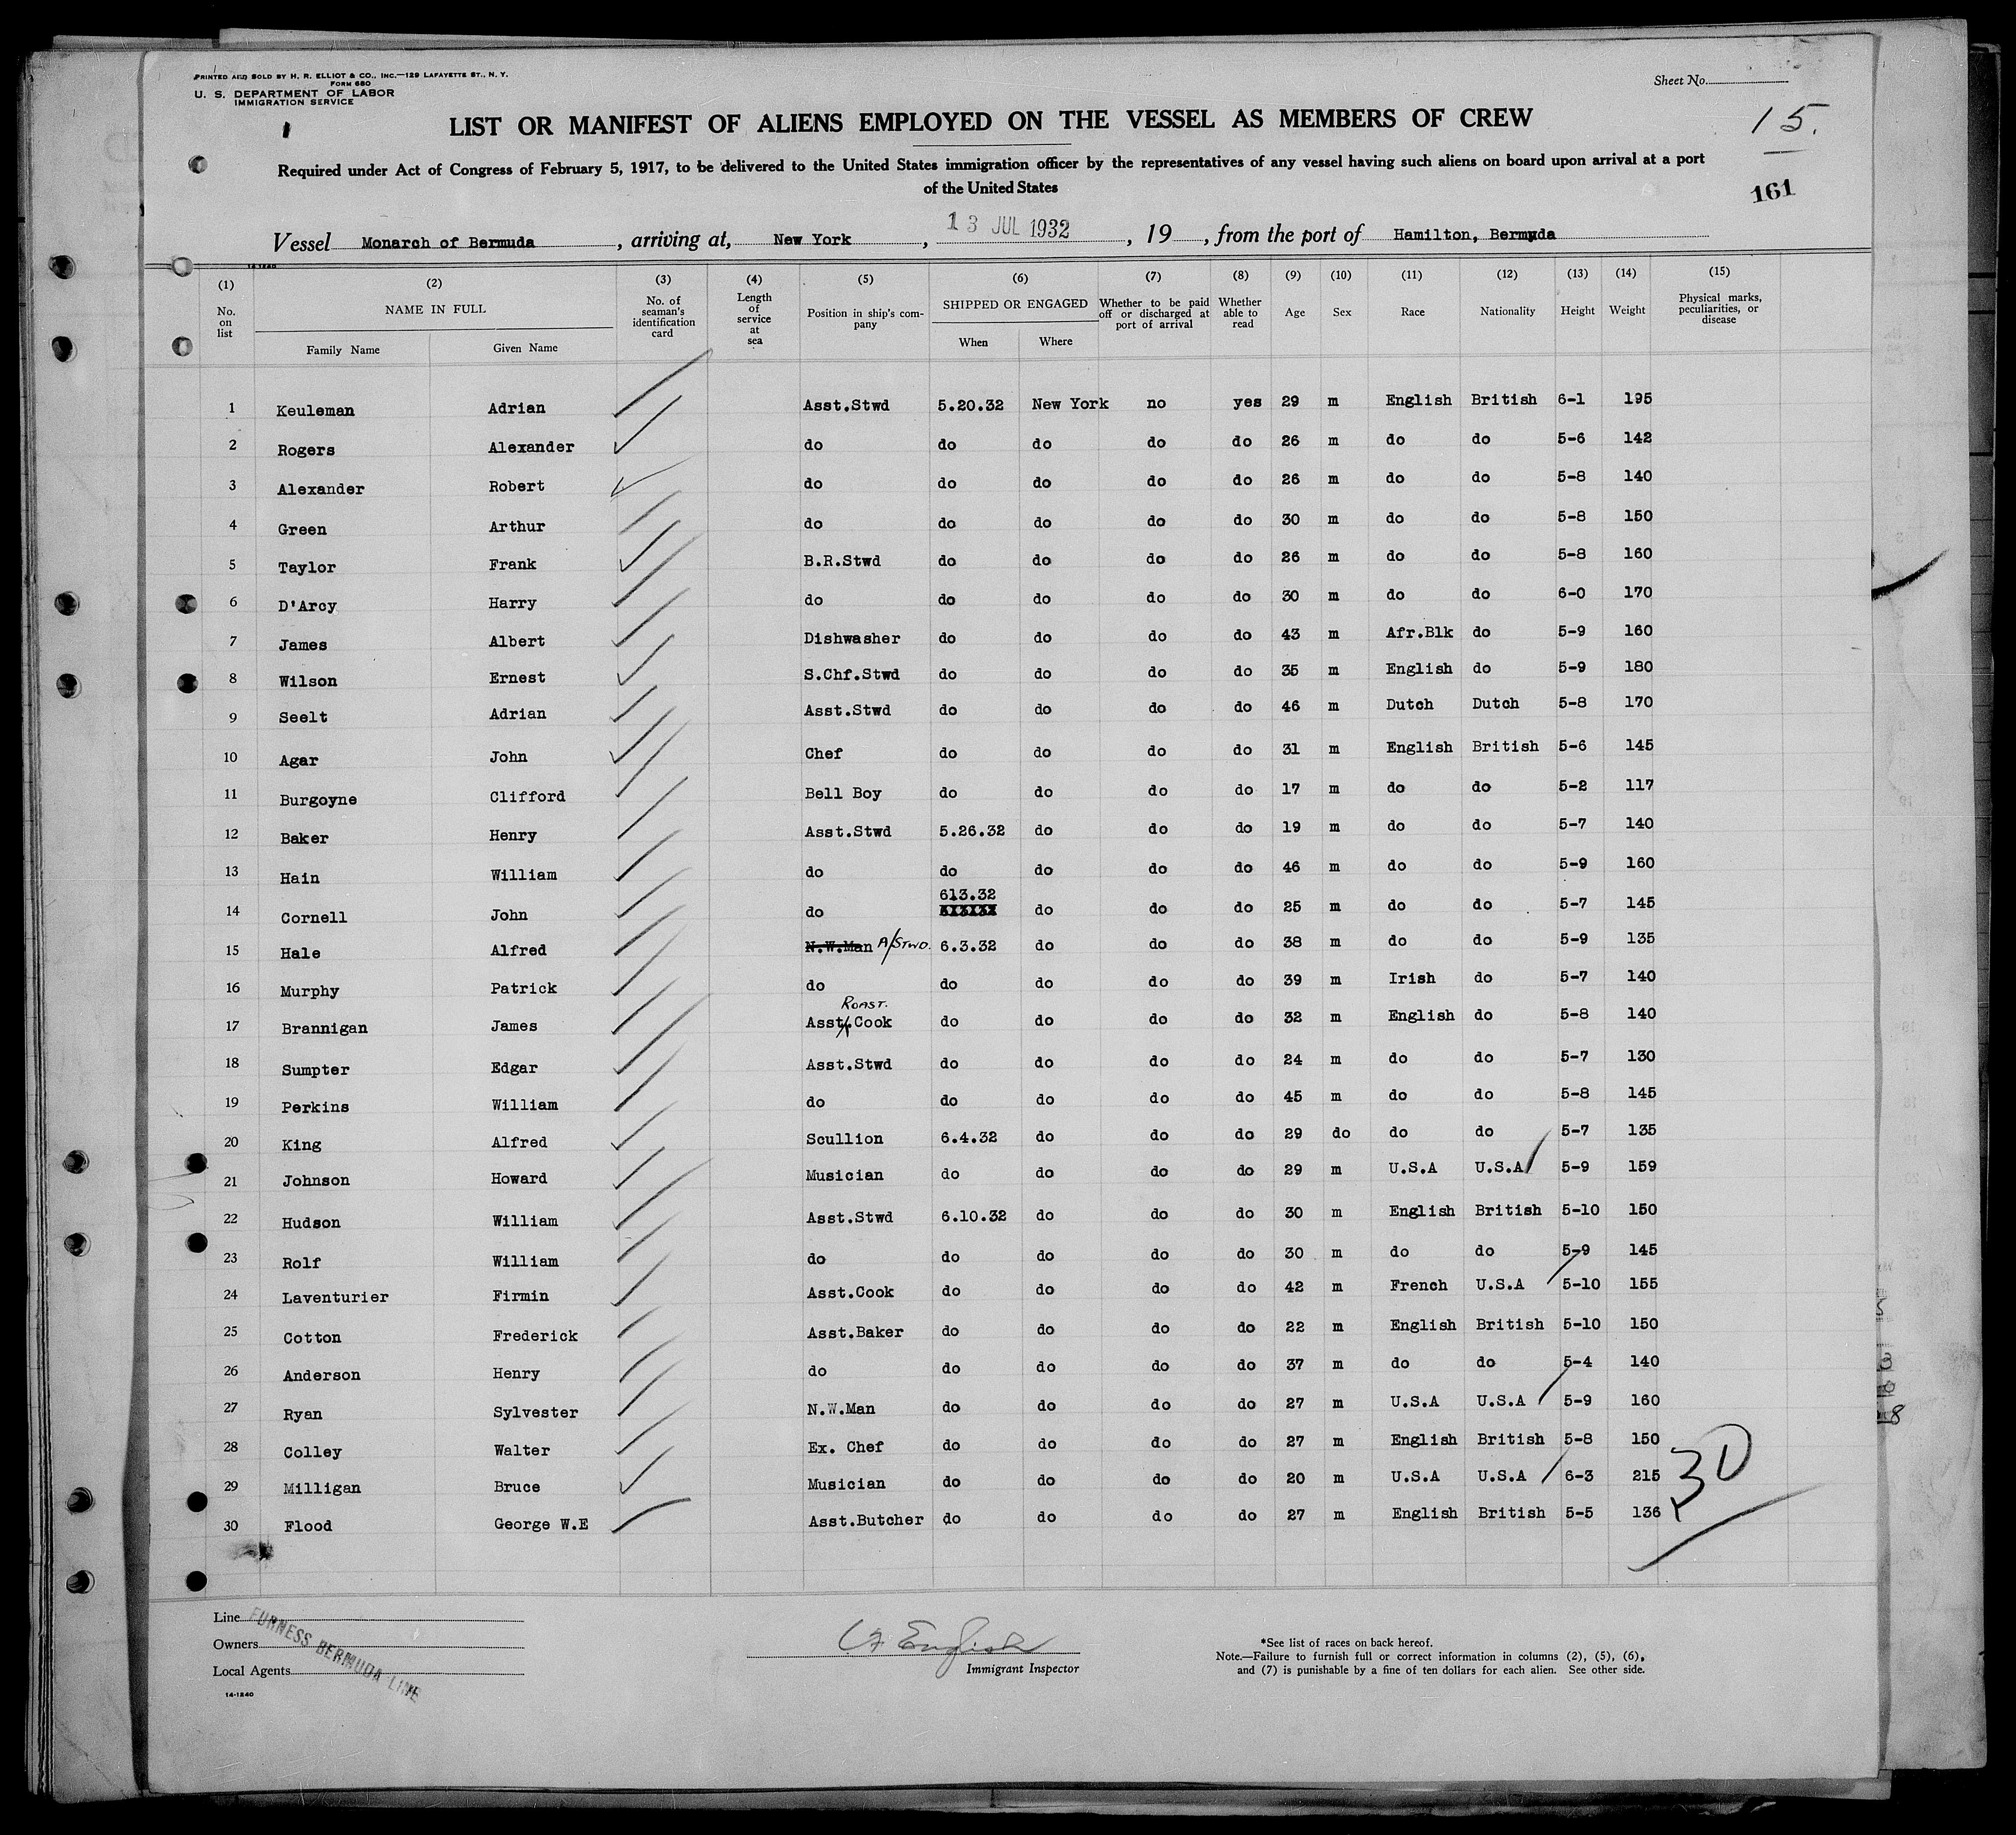 PRINTED AND SOLD BY H. R. ELLIOT & CO., INC.—129 LAFAYETTE ST., N. Y.
FORM 680
U. S. DEPARTMENT OF LABOR
IMMIGRATION SERVICE
Sheet No.
15.
LIST OR MANIFEST OF ALIENS EMPLOYED ON THE VESSEL AS MEMBERS OF CREW
Required under Act of Congress of February 5, 1917, to be delivered to the United States immigration officer by the representatives of any vessel having such aliens on board upon arrival at a port
of the United States
161
Vessel Monarch of Bermuda, arriving at, New York, 13 JUL 1932, 19, from the port of Hamilton, Bermuda
14-1240
(1) (2) (3) (4) (5) (6) (7) (8) (9) (10) (11) (12) (13) (14) (15)
No. on list NAME IN FULL No. of seaman's identification card Length of service at sea Position in ship's company SHIPPED OR ENGAGED Whether to be paid off or discharged at port of arrival Whether able to read Age Sex Race Nationality Height Weight Physical marks, peculiarities, or disease
Family Name Given Name When Where
1 Keuleman Adrian Asst.Stwd 5.20.32 New York no yes 29 m English British 6-1 195
2 Rogers Alexander do do do do do 26 m do do 5-6 142
3 Alexander Robert do do do do do 26 m do do 5-8 140
4 Green Arthur do do do do do 30 m do do 5-8 150
5 Taylor Frank B.R.Stwd do do do do 26 m do do 5-8 160
6 D'Arcy Harry do do do do do 30 m do do 6-0 170
7 James Albert Dishwasher do do do do 43 m Afr.Blk do 5-9 160
8 Wilson Ernest S.Chf.Stwd do do do do 35 m English do 5-9 180
9 Seelt Adrian Asst.Stwd do do do do 46 m Dutch Dutch 5-8 170
10 Agar John Chef do do do do 31 m English British 5-6 145
11 Burgoyne Clifford Bell Boy do do do do 17 m do do 5-2 117
12 Baker Henry Asst.Stwd 5.26.32 do do do 19 m do do 5-7 140
13 Hain William do do do do do 46 m do do 5-9 160
613.32
14 Cornell John do do do do 25 m do do 5-7 145
15 Hale Alfred N.W.Man A/STWD. 6.3.32 do do do 38 m do do 5-9 135
16 Murphy Patrick do do do do do 39 m Irish do 5-7 140
ROAST.
17 Brannigan James Asst.Cook do do do do 32 m English do 5-8 140
18 Sumpter Edgar Asst.Stwd do do do do 24 m do do 5-7 130
19 Perkins William do do do do do 45 m do do 5-8 145
20 King Alfred Scullion 6.4.32 do do do 29 do do do 5-7 135
21 Johnson Howard Musician do do do do 29 m U.S.A U.S.A 5-9 159
22 Hudson William Asst.Stwd 6.10.32 do do do 30 m English British 5-10 150
23 Rolf William do do do do do 30 m do do 5-9 145
24 Laventurier Firmin Asst.Cook do do do do 42 m French U.S.A 5-10 155
25 Cotton Frederick Asst.Baker do do do do 22 m English British 5-10 150
26 Anderson Henry do do do do do 37 m do do 5-4 140
27 Ryan Sylvester N.W.Man do do do do 27 m U.S.A U.S.A 5-9 160
28 Colley Walter Ex. Chef do do do do 27 m English British 5-8 150
29 Milligan Bruce Musician do do do do 20 m U.S.A U.S.A 6-3 215
30 Flood George W.E Asst.Butcher do do do do 27 m English British 5-5 136
30
Line
Owners
Local Agents
FURNESS BERMUDA LINE
14-1240
English
Immigrant Inspector
*See list of races on back hereof.
Note.—Failure to furnish full or correct information in columns (2), (5), (6),
and (7) is punishable by a fine of ten dollars for each alien. See other side.